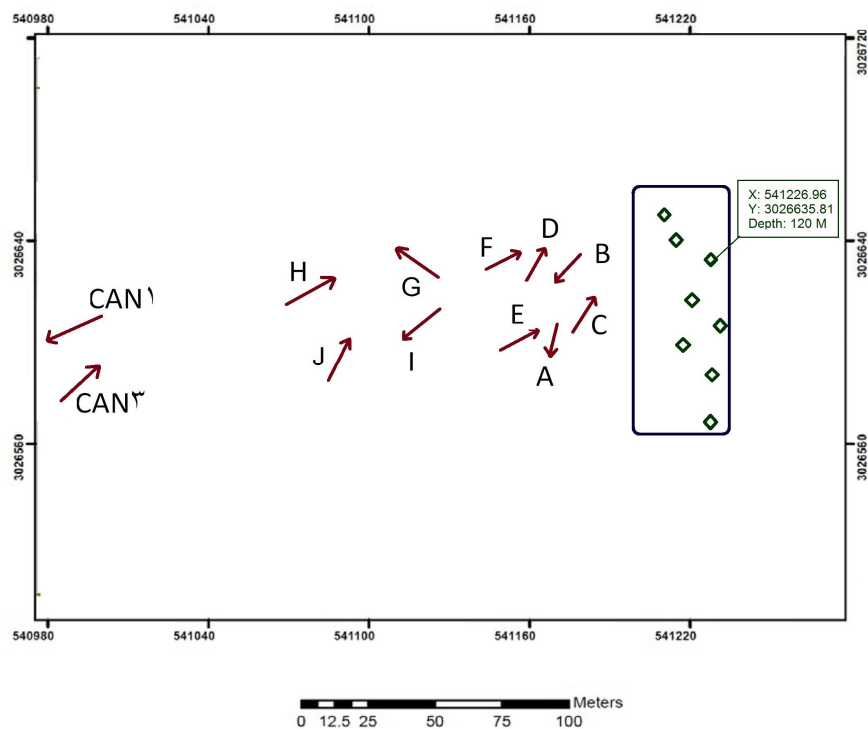 540980 541040 541100 541160 541220
3026720
X: 541226.96
Y: 3026635.81
Depth: 120 M
D
F B
3026640 3026640
H G
CAN۱
E C
J I A
CAN۳
3026560 3026560
540980 541040 541100 541160 541220
Meters
0 12.5 25 50 75 100